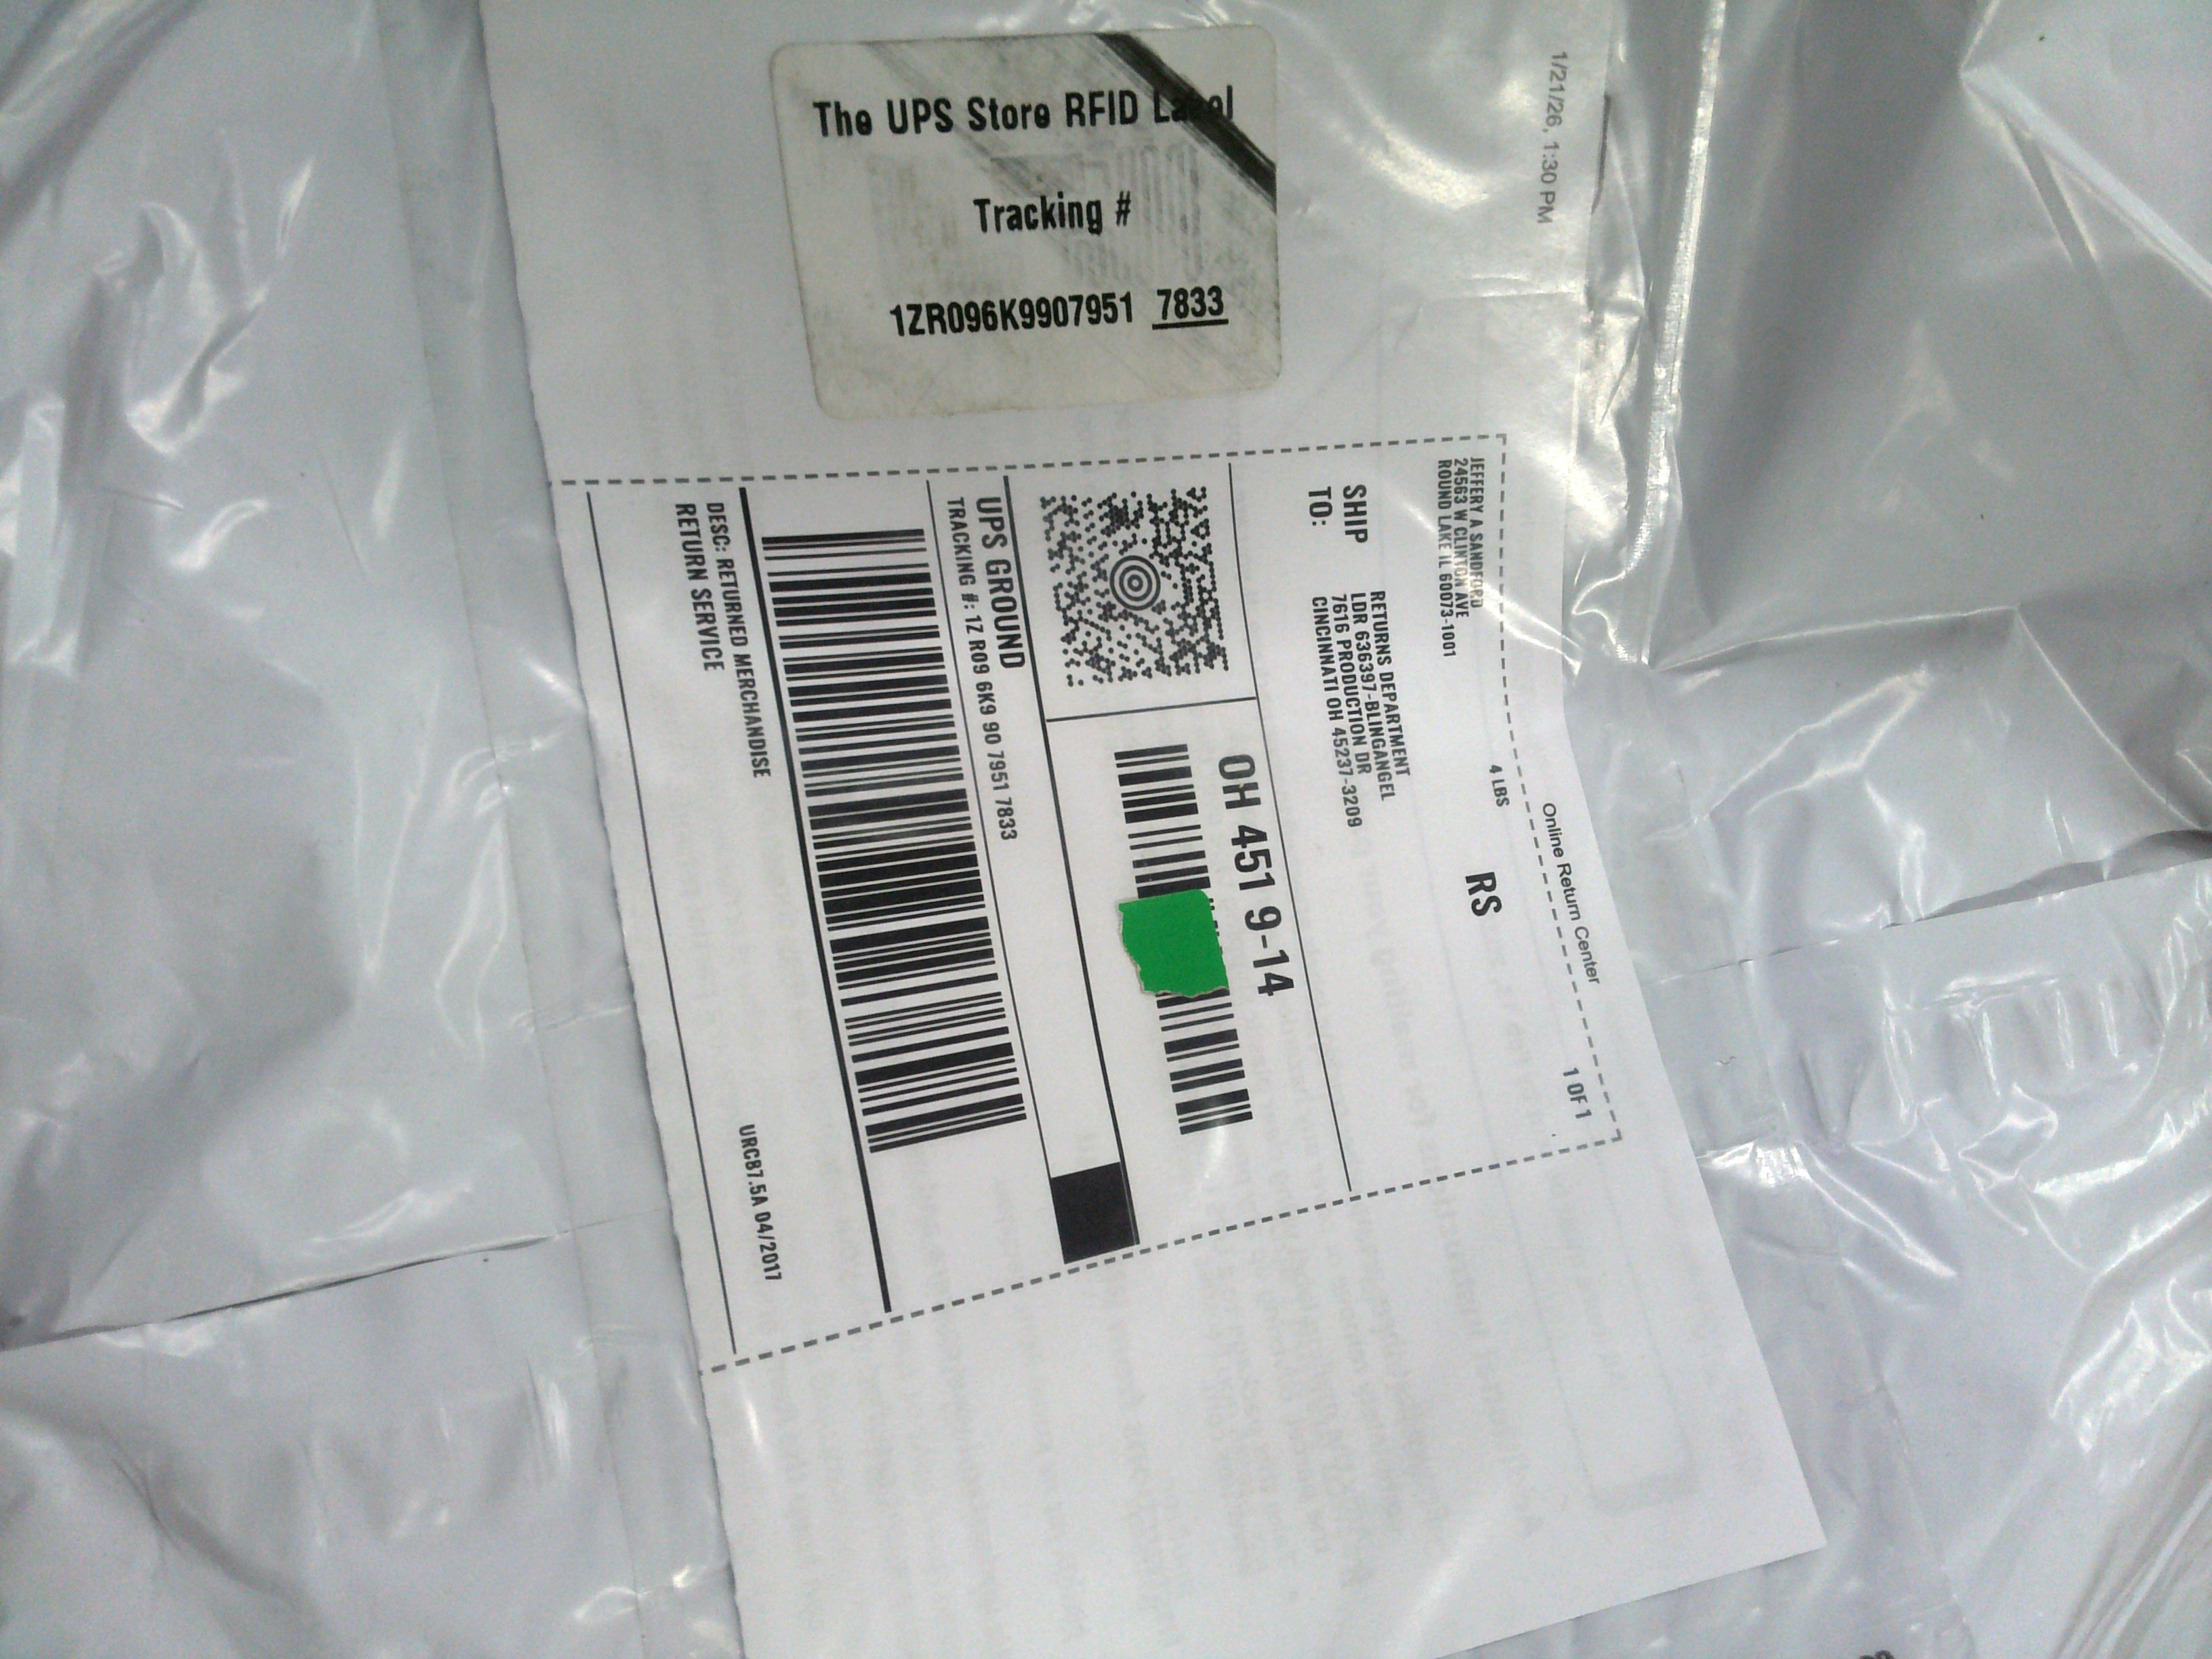 The UPS Store RFID Label
Tracking #
1ZR096K9907951 7833
1/21/26, 1:30 PM
Online Return Center
JEFFERY A SANDFORD
24563 W CLINTON AVE
ROUND LAKE IL 60073-1001
4 LBS
RS
1 OF 1
SHIP
TO:
RETURNS DEPARTMENT
LDR 636397-BLINGANGEL
7616 PRODUCTION DR
CINCINNATI OH 45237-3209
OH 451 9-14
UPS GROUND
TRACKING #: 1Z R09 6K9 90 7951 7833
DESC: RETURNED MERCHANDISE
RETURN SERVICE
URC87.5A 04/2017